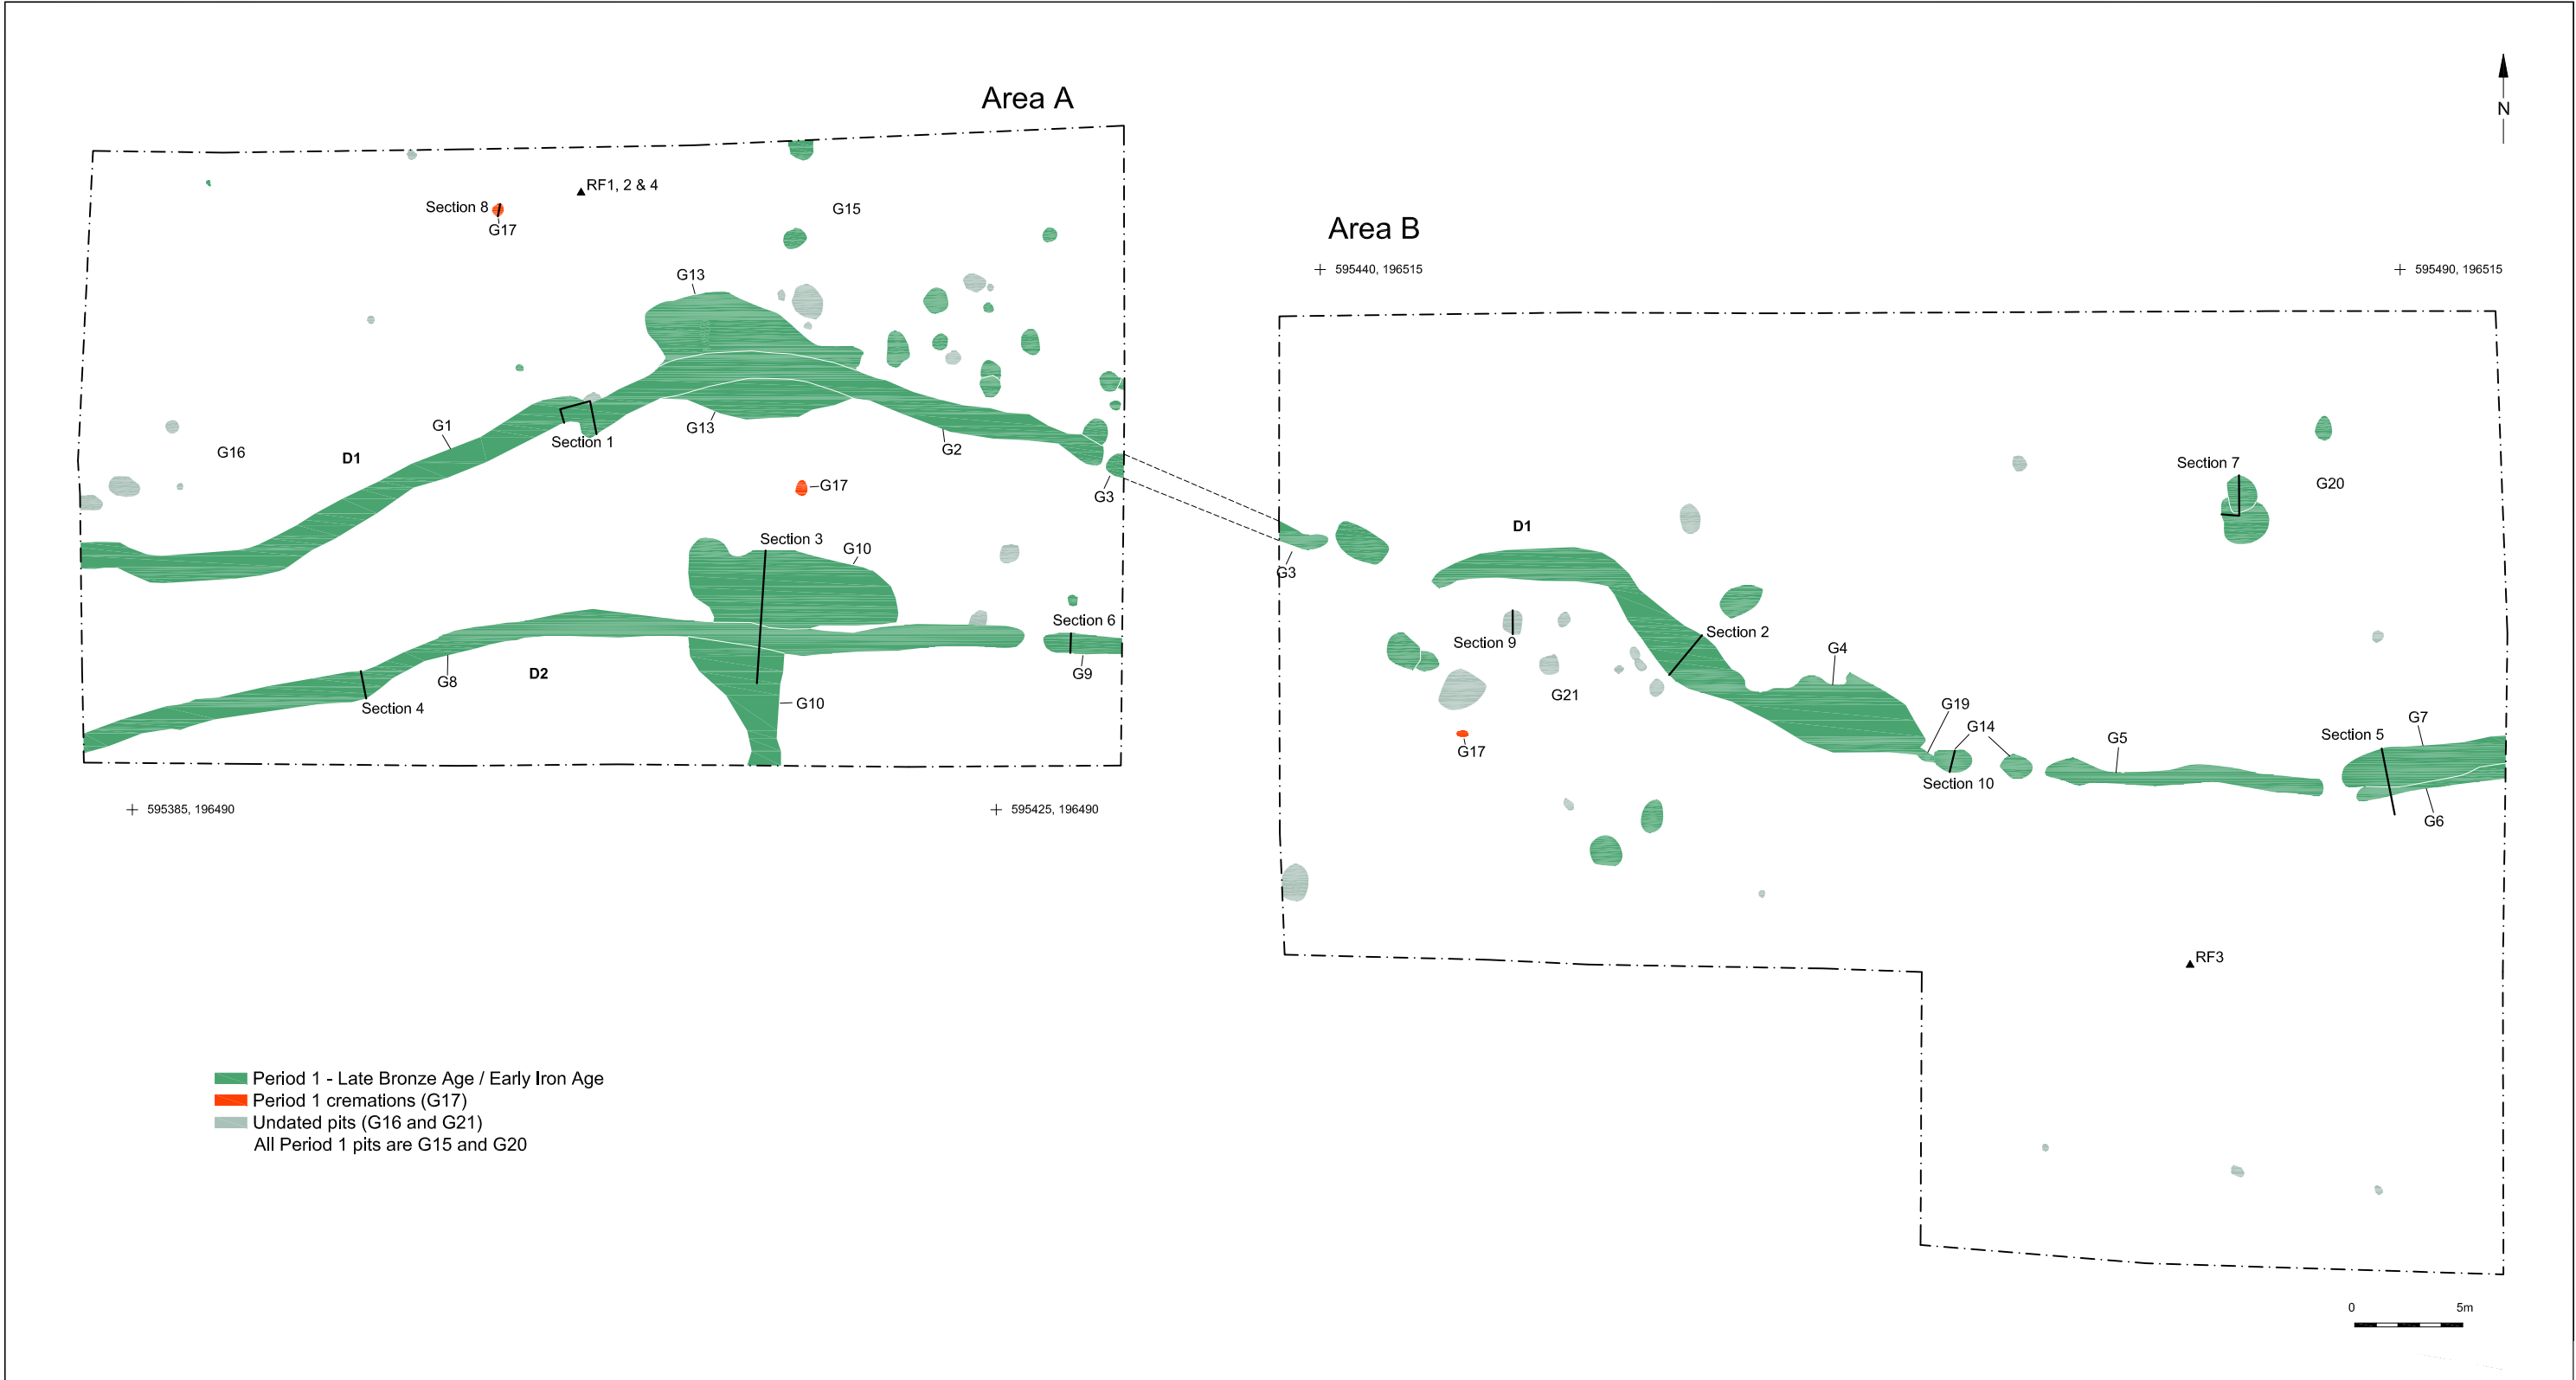 Area A
N
RF1, 2 & 4
Section 8
G17
G15
Area B
595440, 196515
595490, 196515
G13
G1
G16
D1
Section 1
G13
G2
G17
G3
Section 7
G20
D1
G3
Section 3
G10
Section 6
G9
Section 9
Section 2
G4
G21
G8
D2
Section 4
G10
G17
G19
G14
Section 10
G5
Section 5
G7
G6
595385, 196490
595425, 196490
RF3
Period 1 - Late Bronze Age / Early Iron Age
Period 1 cremations (G17)
Undated pits (G16 and G21)
All Period 1 pits are G15 and G20
0 5m